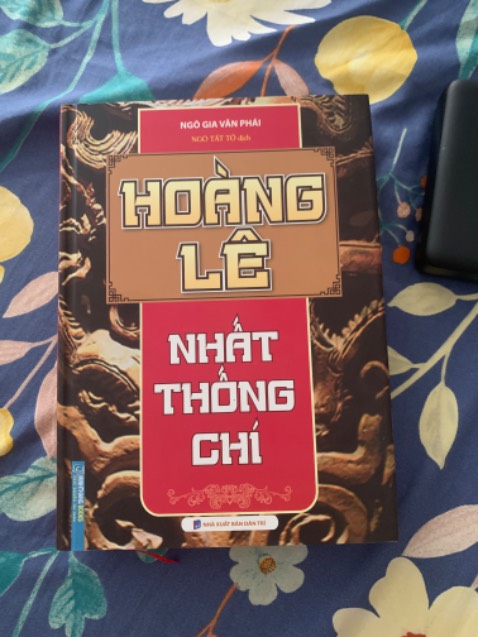 NGÔ GIA VĂN PHÁI
NGÔ TẤT TỐ dịch
HOÀNG
LÊ
NHẤT
THỐNG
CHÍ
NHÀ XUẤT BẢN DÂN TRÍ